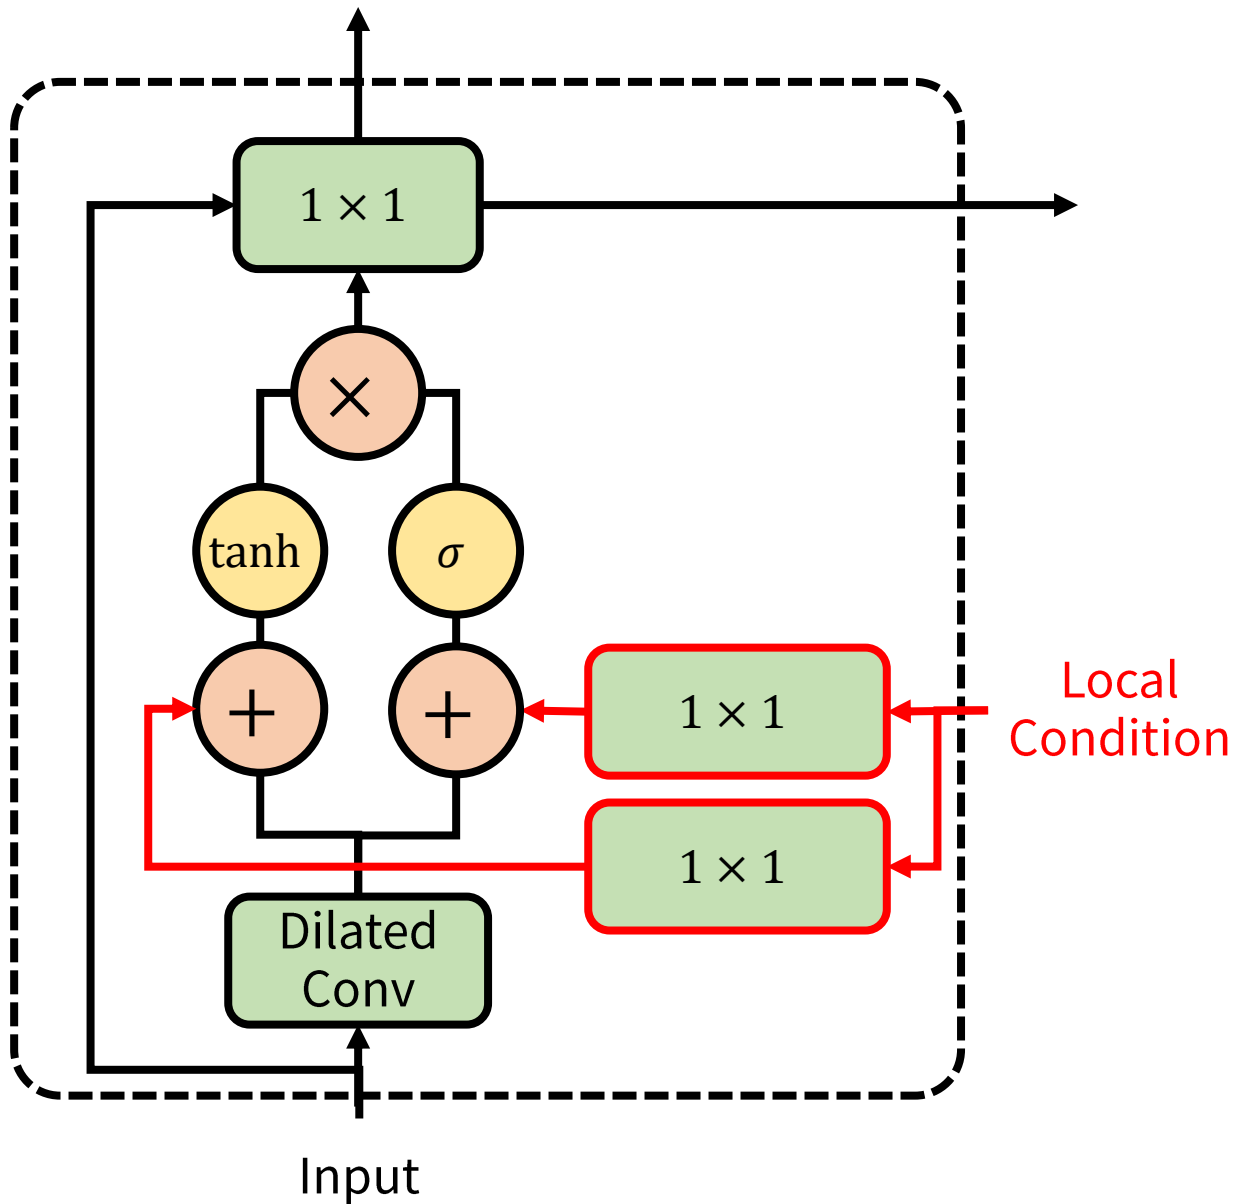 1 × 1
×
tanh
σ
+
+
1 × 1
Local
Condition
1 × 1
Dilated
Conv
Input